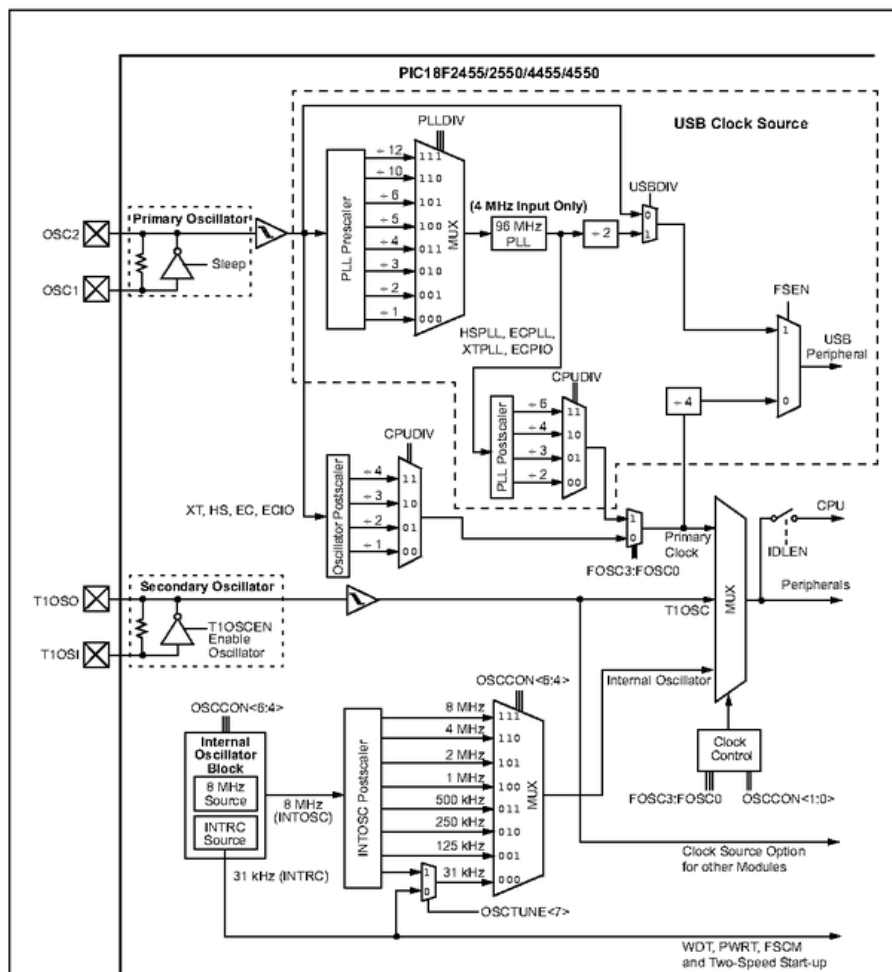 PIC18F2455/2550/4455/4550
USB Clock Source
PLLDIV
PLL Prescaler
÷ 12
÷ 10
÷ 6
÷ 5
÷ 4
÷ 3
÷ 2
÷ 1
111
110
101
100
011
010
001
000
MUX
(4 MHz Input Only)
96 MHz
PLL
÷ 2
USBDIV
0
1
Primary Oscillator
OSC2
OSC1
Sleep
FSEN
1
0
USB
Peripheral
HSPLL, ECPLL,
XTPLL, ECPIO
÷ 4
CPUDIV
PLL Postscaler
÷ 6
÷ 4
÷ 3
÷ 2
11
10
01
00
CPUDIV
XT, HS, EC, ECIO
Oscillator Postscaler
÷ 4
÷ 3
÷ 2
÷ 1
11
10
01
00
1
0
Primary
Clock
FOSC3:FOSC0
MUX
CPU
IDLEN
Peripherals
Secondary Oscillator
T1OSO
T1OSI
T1OSCEN
Enable
Oscillator
T1OSC
Internal Oscillator
OSCCON<6:4>
OSCCON<6:4>
Internal
Oscillator
Block
8 MHz
Source
INTRC
Source
8 MHz
(INTOSC)
31 kHz (INTRC)
INTOSC Postscaler
8 MHz
4 MHz
2 MHz
1 MHz
500 kHz
250 kHz
125 kHz
1
0
31 kHz
111
110
101
100
011
010
001
000
MUX
OSCTUNE<7>
Clock
Control
FOSC3:FOSC0
OSCCON<1:0>
Clock Source Option
for other Modules
WDT, PWRT, FSCM
and Two-Speed Start-up